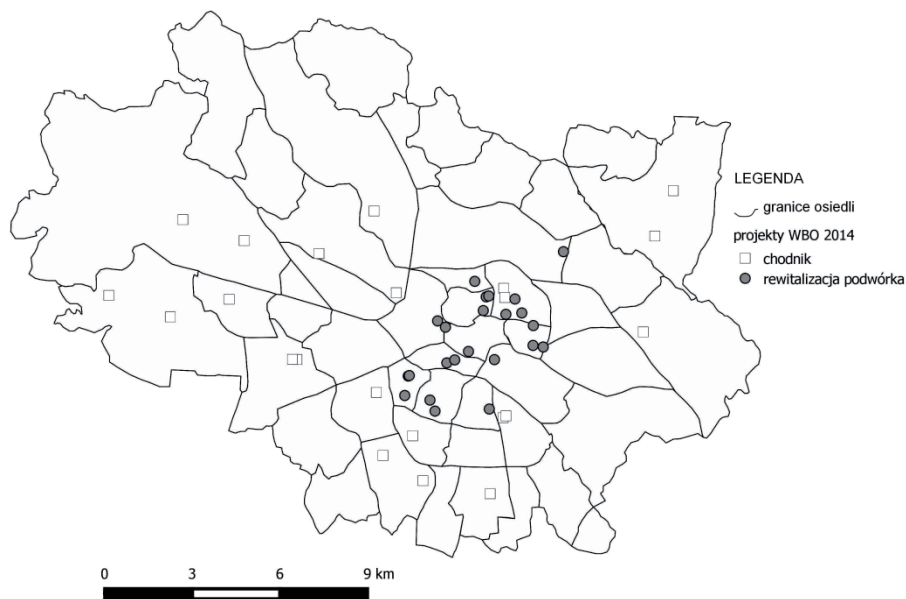 LEGENDA
granice osiedli
projekty WBO 2014
chodnik
rewitalizacja podwórka
0 3 6 9 km